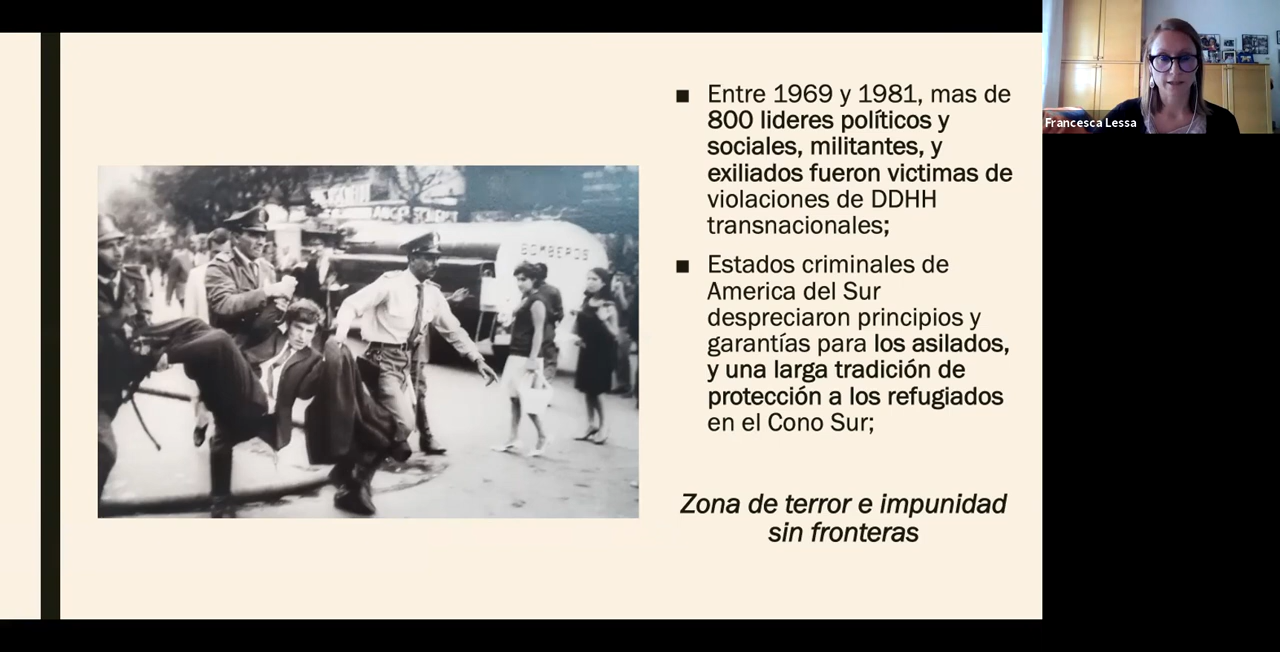 Entre 1969 y 1981, mas de
800 lideres políticos y
sociales, militantes, y
exiliados fueron victimas de
violaciones de DDHH
transnacionales;
Estados criminales de
America del Sur
despreciaron principios y
garantías para los asilados,
y una larga tradición de
protección a los refugiados
en el Cono Sur;
Zona de terror e impunidad
sin fronteras
BOMBEROS
Francesca Lessa